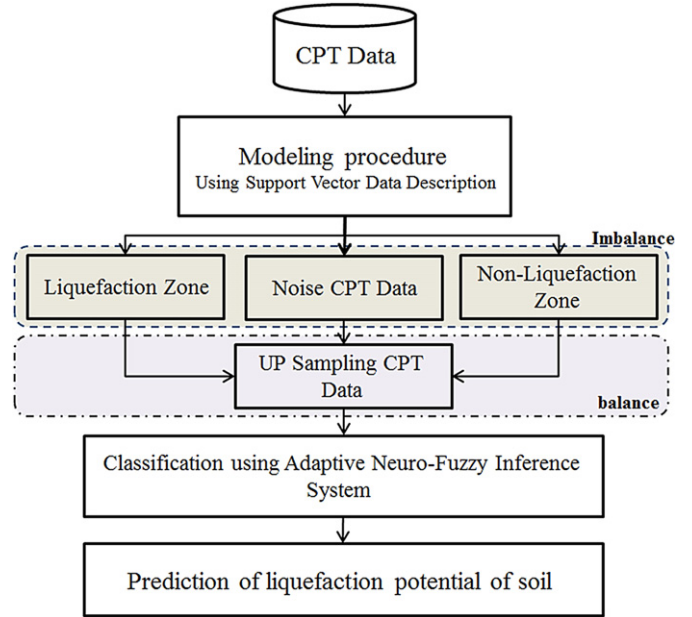 CPT Data
Modeling procedure
Using Support Vector Data Description
Imbalance
Liquefaction Zone
Noise CPT Data
Non-Liquefaction
Zone
UP Sampling CPT
Data
balance
Classification using Adaptive Neuro-Fuzzy Inference
System
Prediction of liquefaction potential of soil